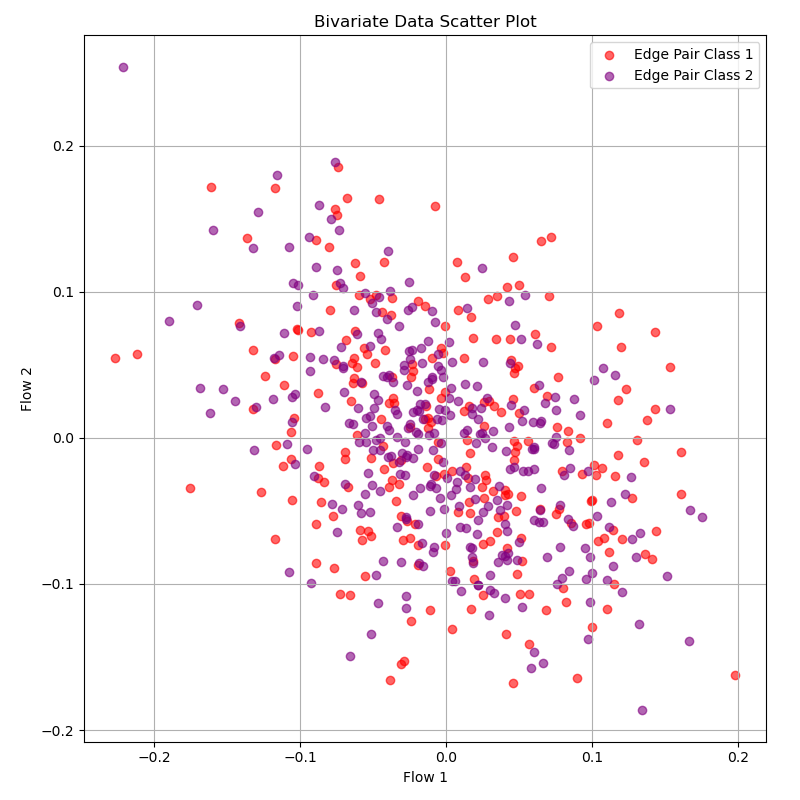 Bivariate Data Scatter Plot
Edge Pair Class 1
Edge Pair Class 2
0.2
0.1
0.0
−0.1
−0.2
Flow 2
−0.2
−0.1
0.0
0.1
0.2
Flow 1